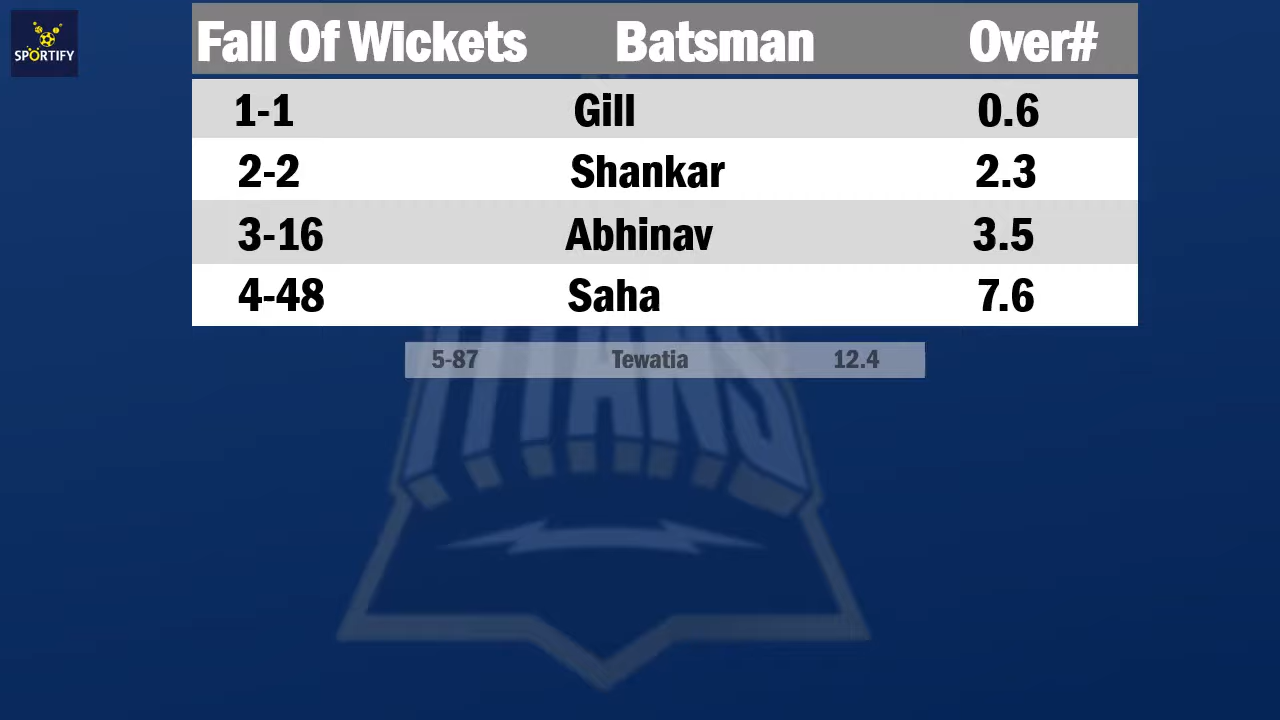 SPORTIFY
Fall Of Wickets Batsman Over#
1-1 Gill 0.6
2-2 Shankar 2.3
3-16 Abhinav 3.5
4-48 Saha 7.6
5-87 Tewatia 12.4
TITANS